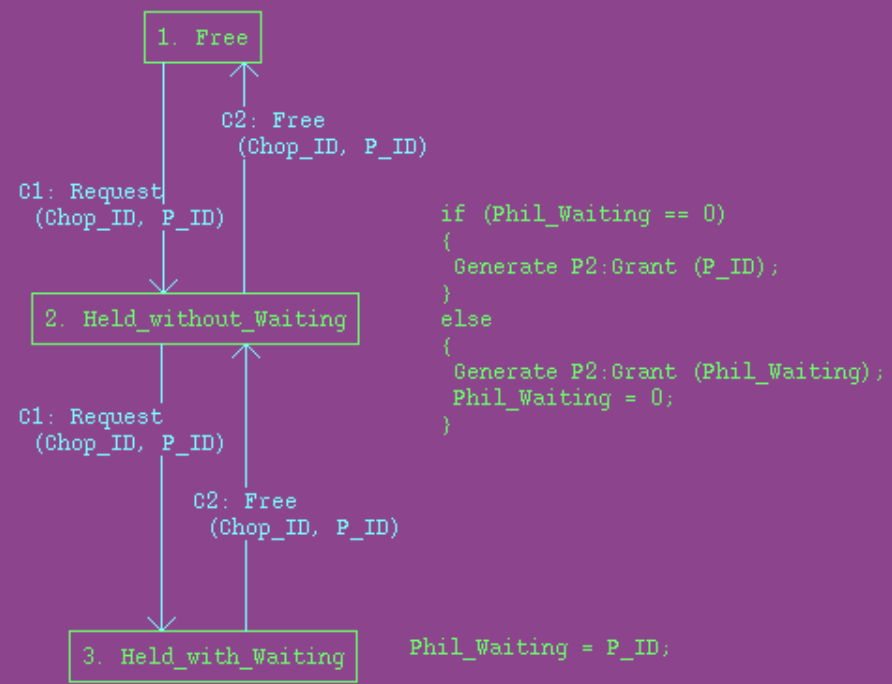 1. Free
C2: Free
(Chop_ID, P_ID)
C1: Request
(Chop_ID, P_ID)
2. Held_without_Waiting
if (Phil_Waiting == 0)
{
Generate P2:Grant (P_ID);
}
else
{
Generate P2:Grant (Phil_Waiting);
Phil_Waiting = 0;
}
C1: Request
(Chop_ID, P_ID)
C2: Free
(Chop_ID, P_ID)
3. Held_with_Waiting
Phil_Waiting = P_ID;